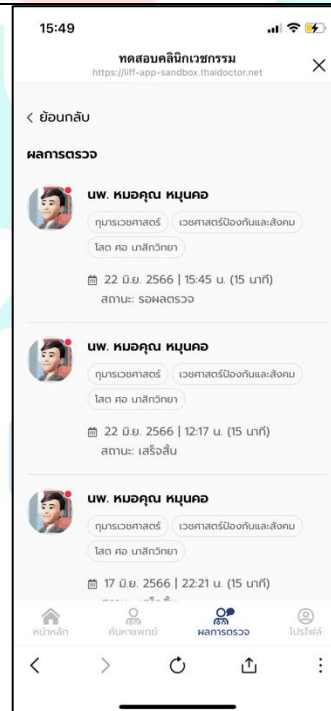 15:49
ทดสอบคลินิกเวชกรรม
https://liff-app-sandbox.thaidoctor.net
ย้อนกลับ
ผลการตรวจ
นพ. หมอคุณ หมุนคอ
กุมารเวชศาสตร์ เวชศาสตร์ป้องกันและสังคม
โสต ศอ นาสิกวิทยา
22 มิ.ย. 2566 | 15:45 น. (15 นาที)
สถานะ: รอผลตรวจ
นพ. หมอคุณ หมุนคอ
กุมารเวชศาสตร์ เวชศาสตร์ป้องกันและสังคม
โสต ศอ นาสิกวิทยา
22 มิ.ย. 2566 | 12:17 น. (15 นาที)
สถานะ: เสร็จสิ้น
นพ. หมอคุณ หมุนคอ
กุมารเวชศาสตร์ เวชศาสตร์ป้องกันและสังคม
โสต ศอ นาสิกวิทยา
17 มิ.ย. 2566 | 22:21 น. (15 นาที)
หน้าหลัก ค้นหาแพทย์ ผลการตรวจ โปรไฟล์